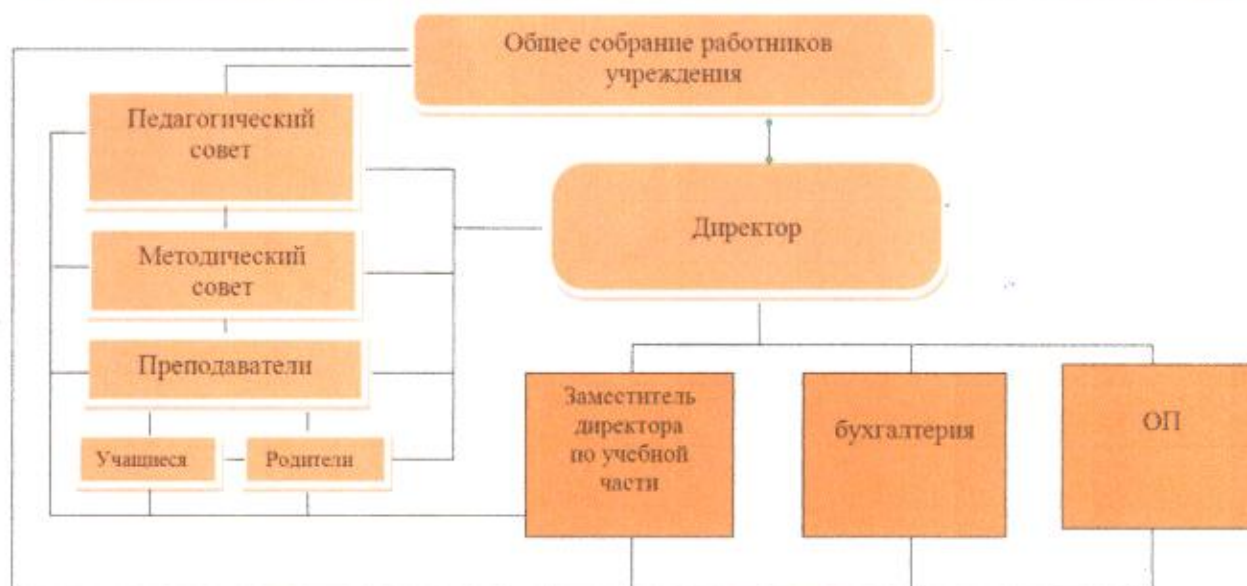 Общее собрание работников
учреждения
Педагогический
совет
Директор
Методический
совет
Преподаватели
Учащиеся
Родители
Заместитель
директора
по учебной
части
бухгалтерия
ОП